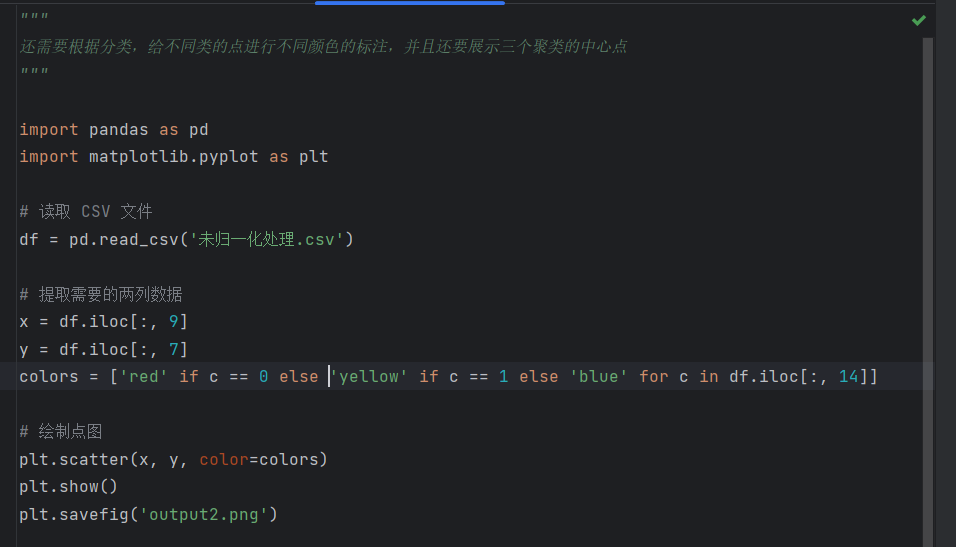 """
还需要根据分类，给不同类的点进行不同颜色的标注，并且还要展示三个聚类的中心点
"""
import pandas as pd
import matplotlib.pyplot as plt
# 读取 CSV 文件
df = pd.read_csv('未归一化处理.csv')
# 提取需要的两列数据
x = df.iloc[:, 9]
y = df.iloc[:, 7]
colors = ['red' if c == 0 else 'yellow' if c == 1 else 'blue' for c in df.iloc[:, 14]]
# 绘制点图
plt.scatter(x, y, color=colors)
plt.show()
plt.savefig('output2.png')